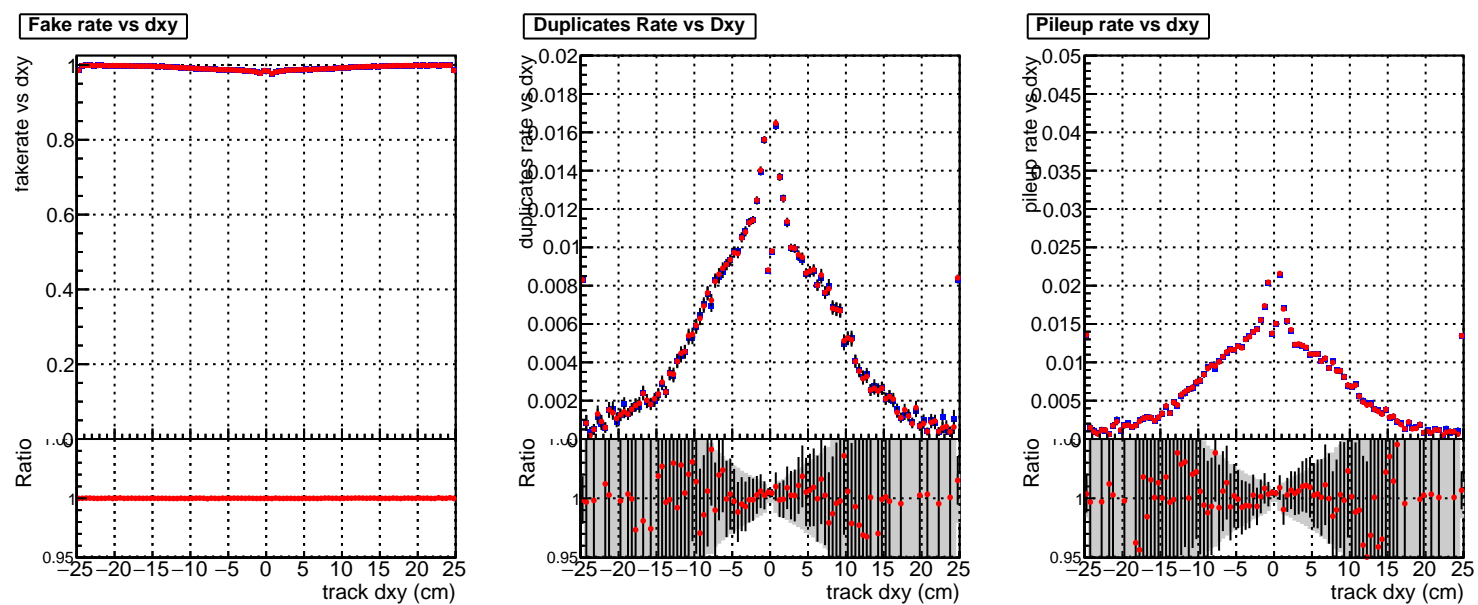 Fake rate vs dxy
fakerate vs dxy
1
0.8
0.6
0.4
0.2
Ratio
1
0.95
−25 −20 −15 −10 −5 0 5 10 15 20 25
track dxy (cm)
Duplicates Rate vs Dxy
duplicates rate vs dxy
0.02
0.018
0.016
0.014
0.012
0.01
0.008
0.006
0.004
0.002
Ratio
1
0.95
−25 −20 −15 −10 −5 0 5 10 15 20 25
track dxy (cm)
Pileup rate vs dxy
pileup rate vs dxy
0.05
0.045
0.04
0.035
0.03
0.025
0.02
0.015
0.01
0.005
Ratio
1
0.95
−25 −20 −15 −10 −5 0 5 10 15 20 25
track dxy (cm)